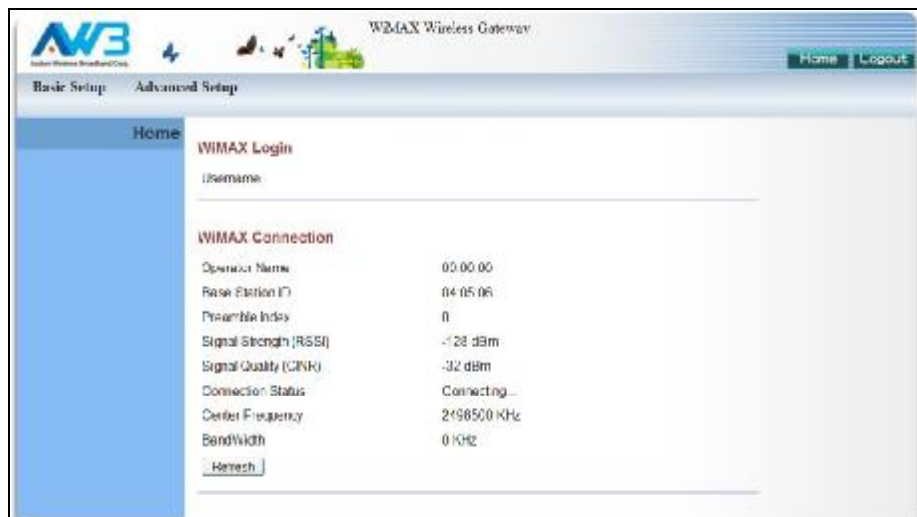 AWB
WiMAX Wireless Gateway
Home Logout
Basic Setup Advanced Setup
Home
WiMAX Login
Username
WiMAX Connection
Operator Name 00:00:00
Base Station ID 04:05:06
Preamble Index 0
Signal Strength (RSSI) -128 dBm
Signal Quality (CINR) -32 dBm
Connection Status Connecting...
Center Frequency 2498500 KHz
BandWidth 0 KHz
Refresh